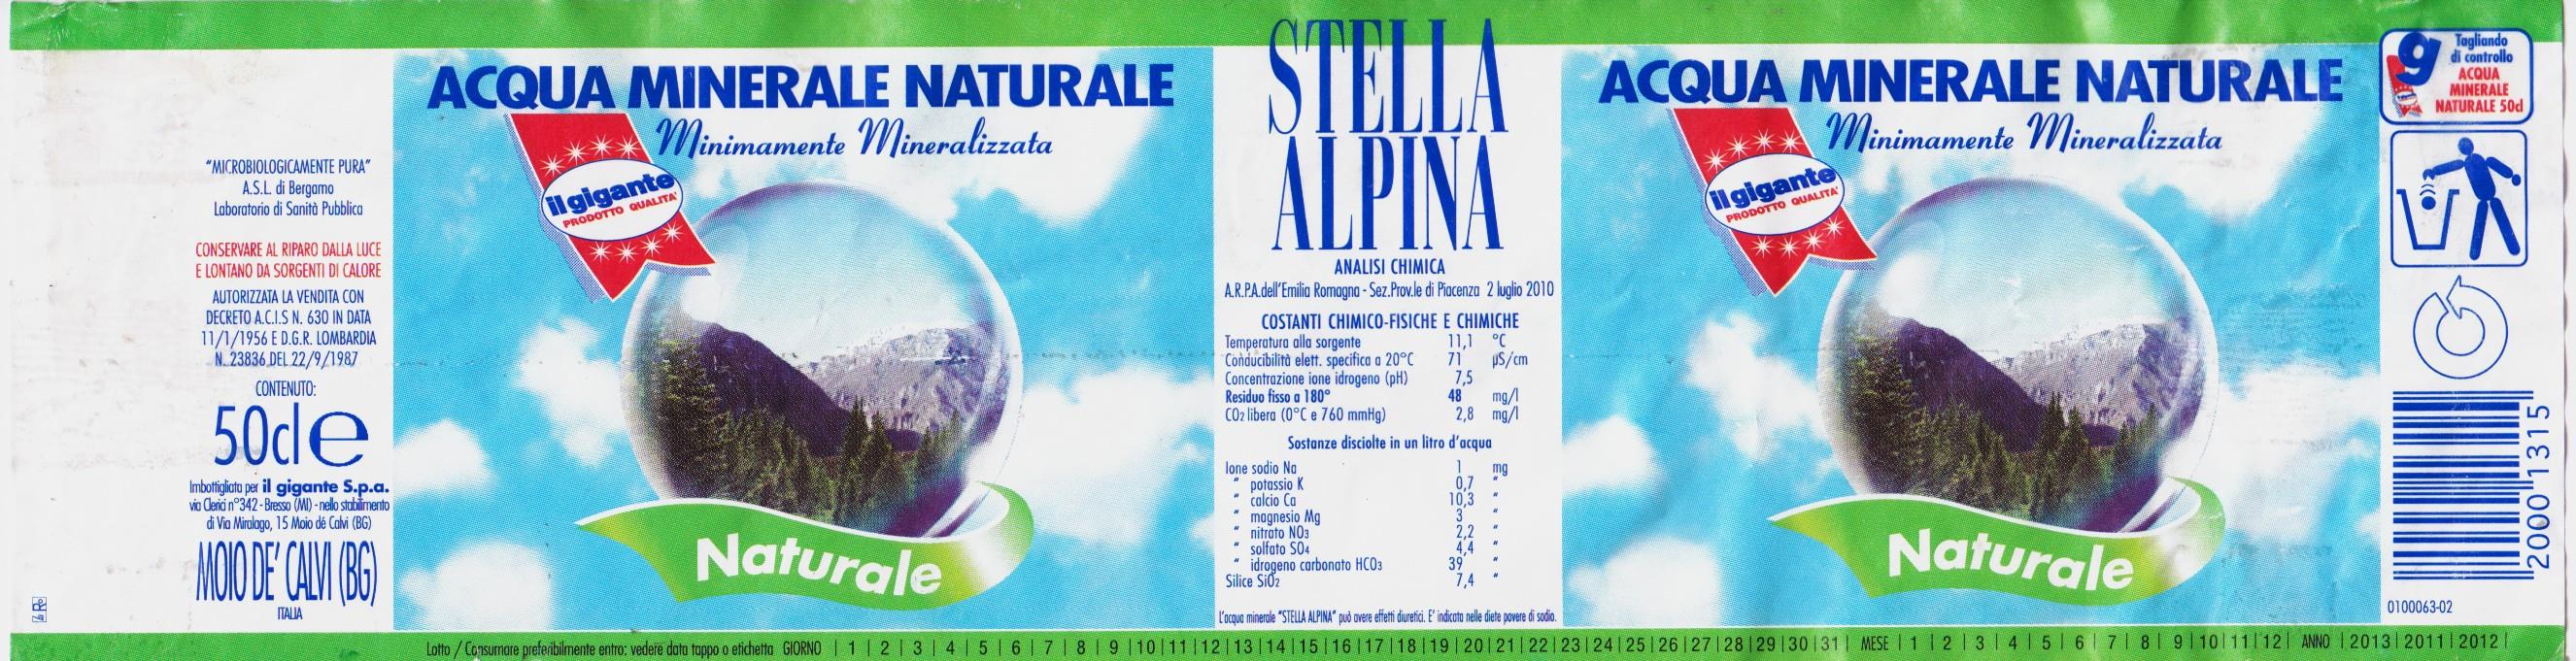 "MICROBIOLOGICAMENTE PURA"
A.S.L. di Bergamo
Laboratorio di Sanità Pubblica
CONSERVARE AL RIPARO DALLA LUCE
E LONTANO DA SORGENTI DI CALORE
AUTORIZZATA LA VENDITA CON
DECRETO A.C.I.S N. 630 IN DATA
11/1/1956 E D.G.R. LOMBARDIA
N. 23836 DEL 22/9/1987
CONTENUTO:
50cl e
Imbottigliata per il gigante S.p.a.
via Clerici n°342 - Bresso (MI) - nello stabilimento
di Via Miralago, 15 Moio dé Calvi (BG)
MOIO DE' CALVI (BG)
ITALIA
ACQUA MINERALE NATURALE
Minimamente Mineralizzata
il gigante
PRODOTTO QUALITA'
Naturale
STELLA
ALPINA
ANALISI CHIMICA
A.R.P.A.dell'Emilia Romagna - Sez.Prov.le di Piacenza 2 luglio 2010
COSTANTI CHIMICO-FISICHE E CHIMICHE
Temperatura alla sorgente 11,1 °C
Conducibilità elett. specifica a 20°C 71 µS/cm
Concentrazione ione idrogeno (pH) 7,5
Residuo fisso a 180° 48 mg/l
CO2 libera (0°C e 760 mmHg) 2,8 mg/l
Sostanze disciolte in un litro d'acqua
Ione sodio Na 1 mg
" potassio K 0,7 "
" calcio Ca 10,3 "
" magnesio Mg 3 "
" nitrato NO3 2,2 "
" solfato SO4 4,4 "
" idrogeno carbonato HCO3 39 "
Silice SiO2 7,4 "
L'acqua minerale "STELLA ALPINA" può avere effetti diuretici. E' indicata nelle diete povere di sodio.
ACQUA MINERALE NATURALE
Minimamente Mineralizzata
il gigante
PRODOTTO QUALITA'
Naturale
g
Tagliando
di controllo
ACQUA
MINERALE
NATURALE 50cl
2000 1315
0100063-02
Lotto / Consumare preferibilmente entro: vedere data tappo o etichetta GIORNO | 1 | 2 | 3 | 4 | 5 | 6 | 7 | 8 | 9 | 10 | 11 | 12 | 13 | 14 | 15 | 16 | 17 | 18 | 19 | 20 | 21 | 22 | 23 | 24 | 25 | 26 | 27 | 28 | 29 | 30 | 31 | MESE | 1 | 2 | 3 | 4 | 5 | 6 | 7 | 8 | 9 | 10 | 11 | 12 | ANNO | 2013 | 2011 | 2012 |